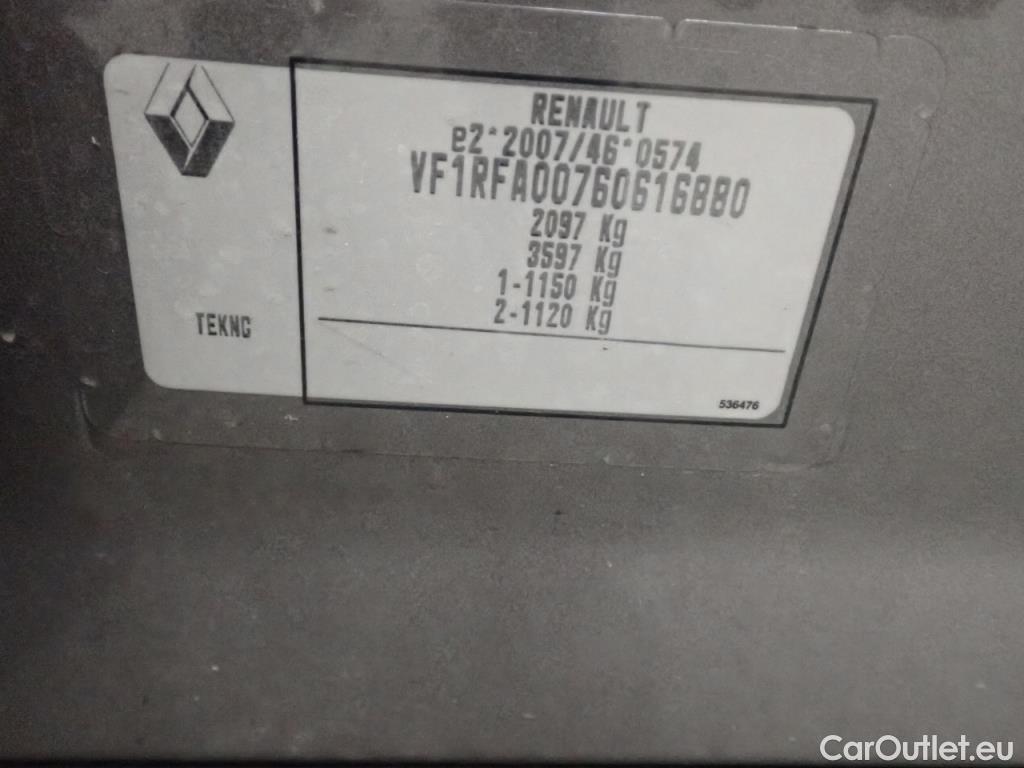 RENAULT
e2*2007/46*0574
VF1RFA00760616880
2097 Kg
3597 Kg
1-1150 Kg
2-1120 Kg
TEKNG
536476
CarOutlet.eu